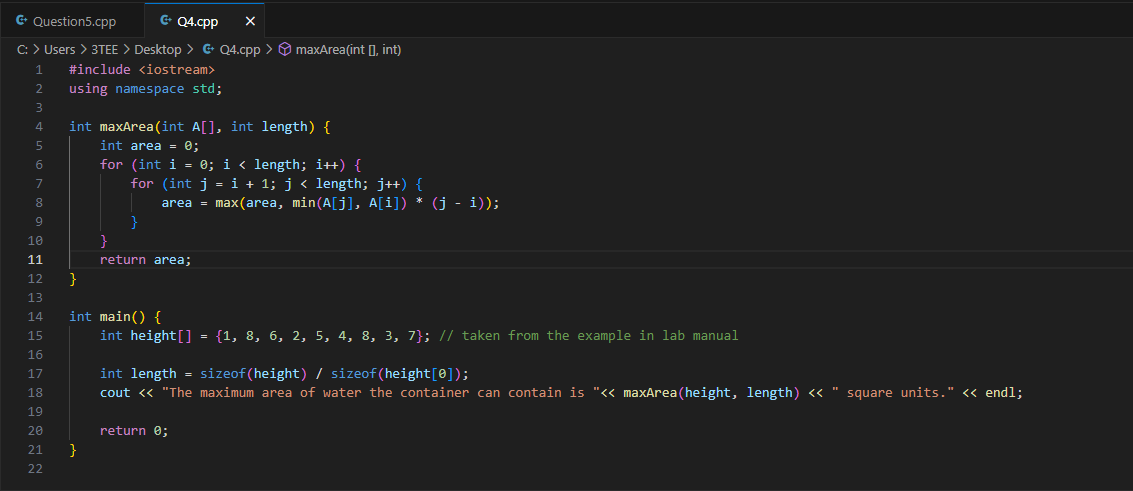 Question5.cpp Q4.cpp
C: > Users > 3TEE > Desktop > Q4.cpp > maxArea(int [], int)
1 #include <iostream>
2 using namespace std;
3
4 int maxArea(int A[], int length) {
5 int area = 0;
6 for (int i = 0; i < length; i++) {
7 for (int j = i + 1; j < length; j++) {
8 area = max(area, min(A[j], A[i]) * (j - i));
9 }
10 }
11 return area;
12 }
13
14 int main() {
15 int height[] = {1, 8, 6, 2, 5, 4, 8, 3, 7}; // taken from the example in lab manual
16
17 int length = sizeof(height) / sizeof(height[0]);
18 cout << "The maximum area of water the container can contain is "<< maxArea(height, length) << " square units." << endl;
19
20 return 0;
21 }
22